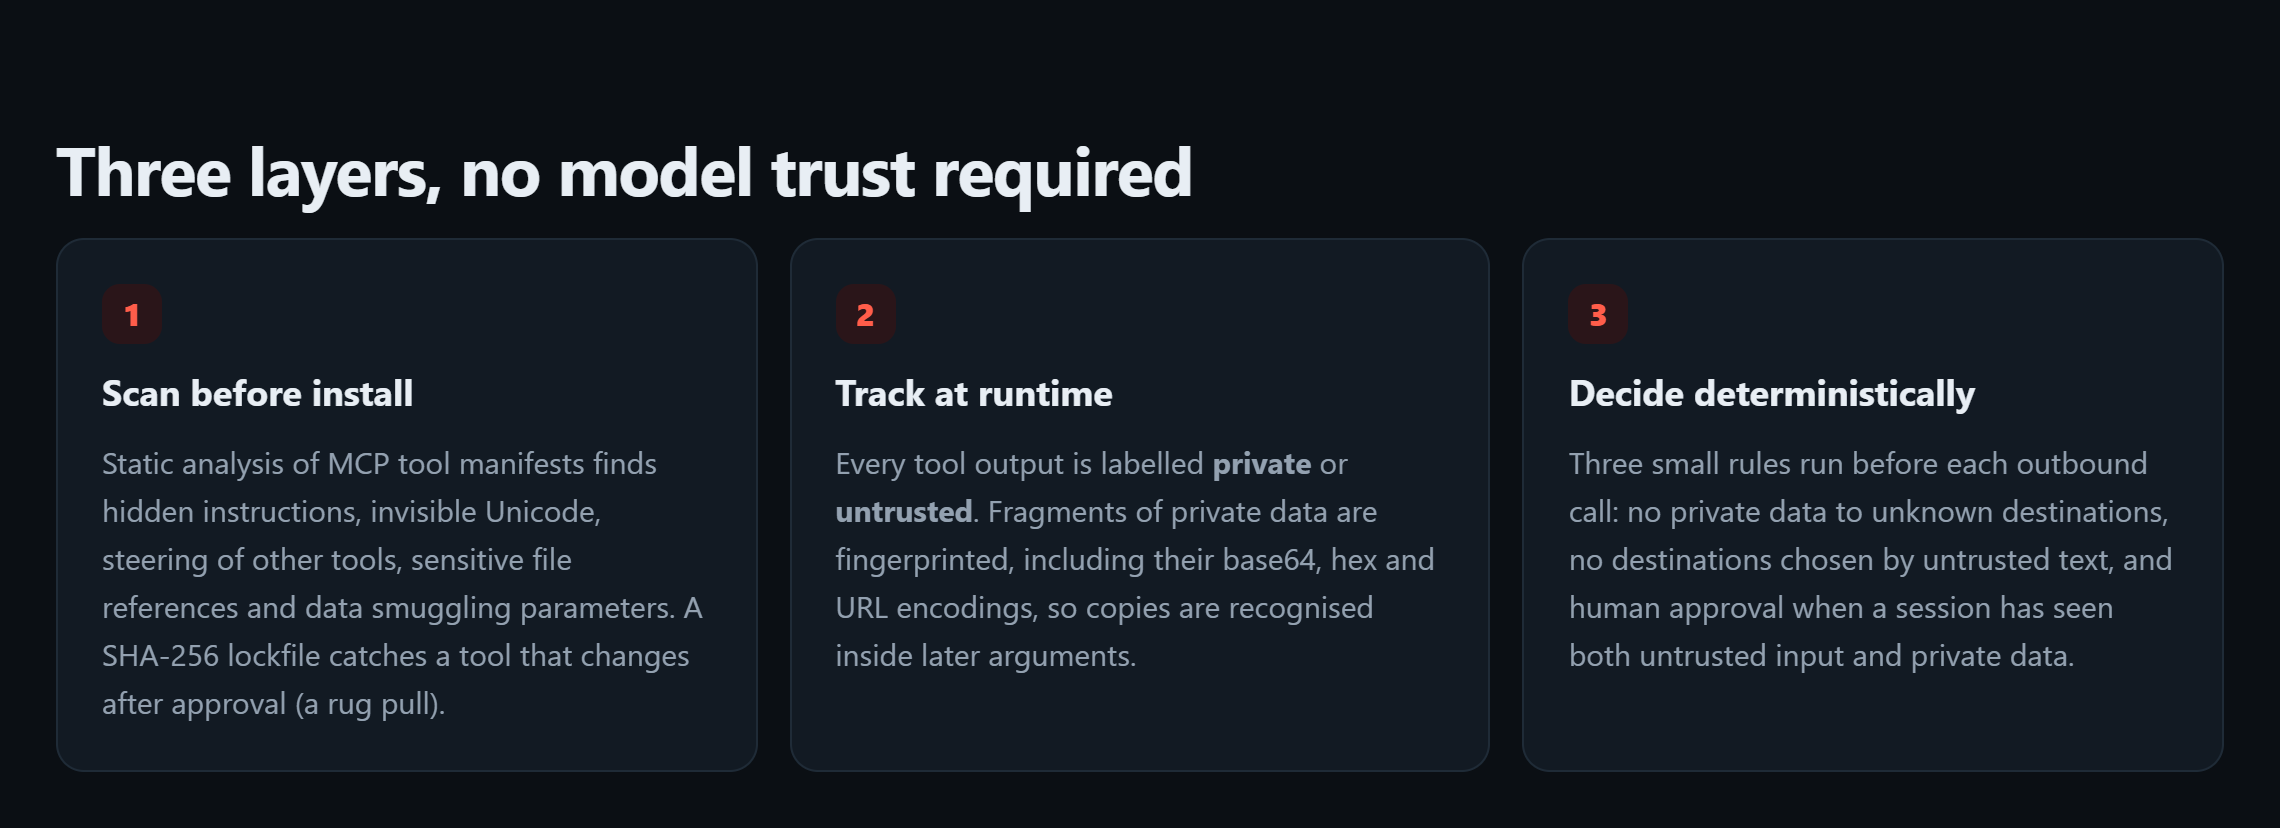 Three layers, no model trust required
1
Scan before install
Static analysis of MCP tool manifests finds
hidden instructions, invisible Unicode,
steering of other tools, sensitive file
references and data smuggling parameters. A
SHA-256 lockfile catches a tool that changes
after approval (a rug pull).
2
Track at runtime
Every tool output is labelled private or
untrusted. Fragments of private data are
fingerprinted, including their base64, hex and
URL encodings, so copies are recognised
inside later arguments.
3
Decide deterministically
Three small rules run before each outbound
call: no private data to unknown destinations,
no destinations chosen by untrusted text, and
human approval when a session has seen
both untrusted input and private data.